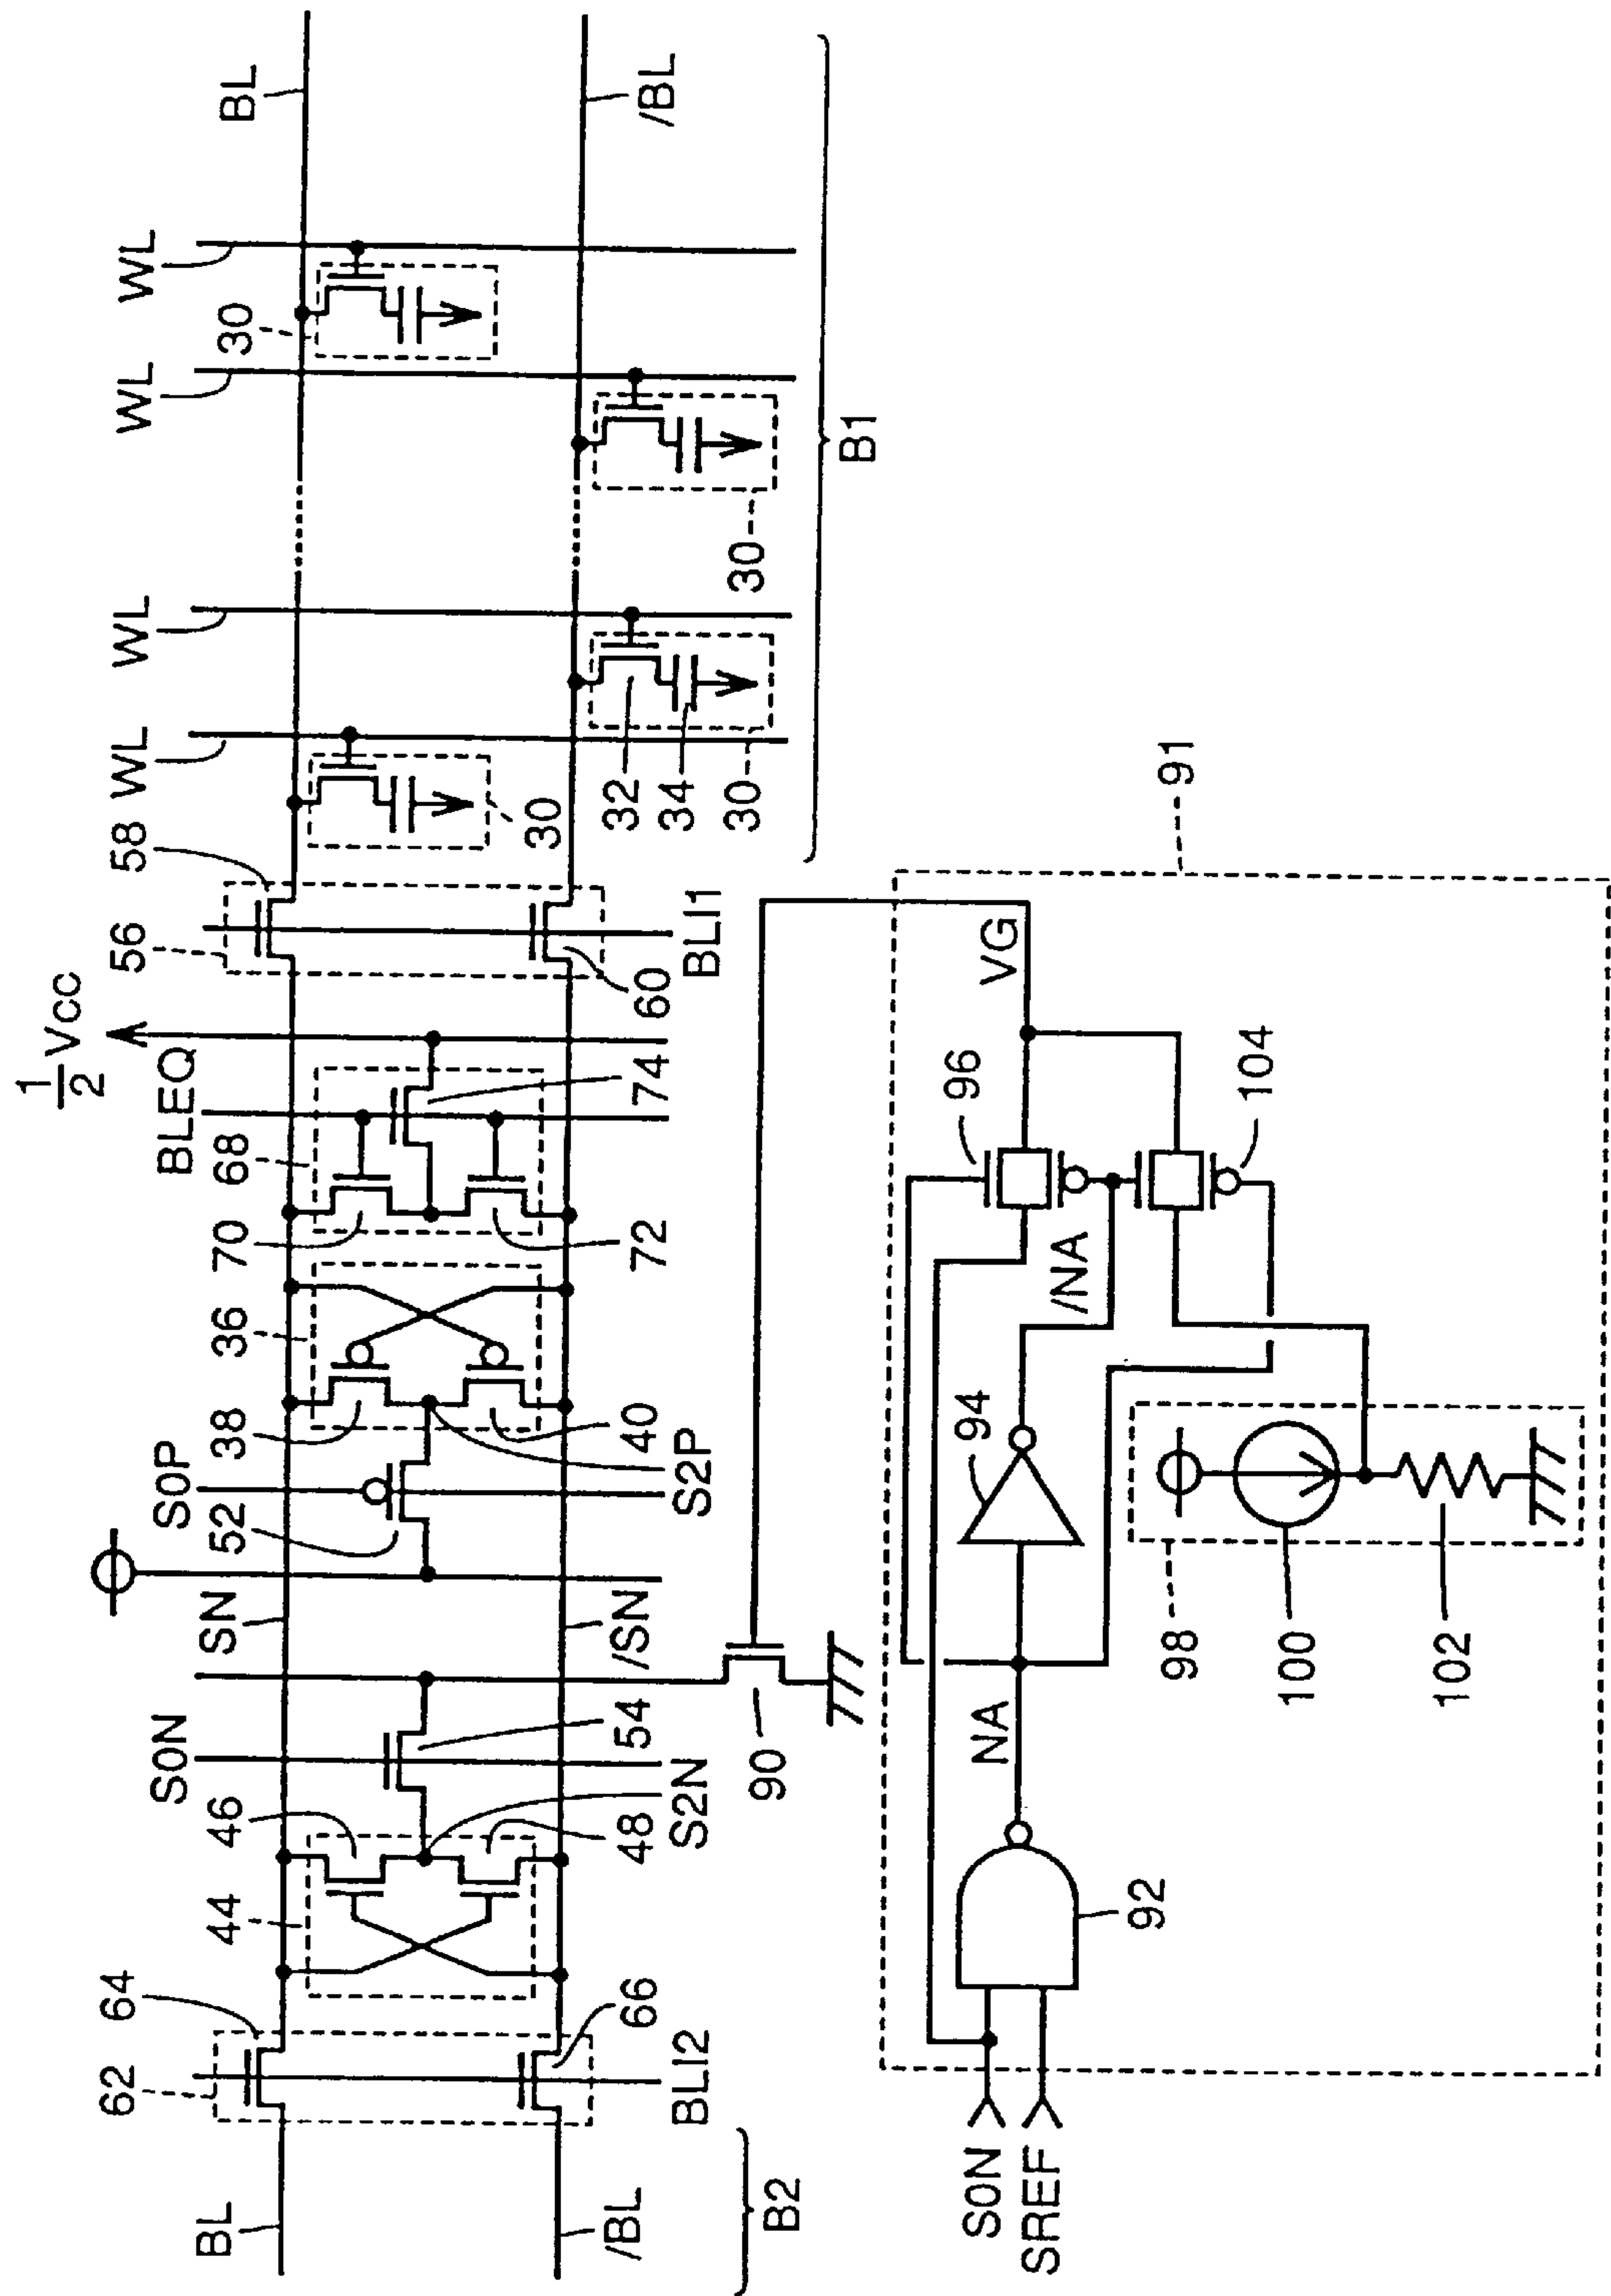 BL
/BL
B2
62
64
66
BLI2
44
46
48
S2N
S0N
54
SN
/SN
52
S0P
38
40
S2P
36
68
70
72
BLEQ
74
1/2 Vcc
56
58
60
BLI1
WL
WL
WL
WL
30
30
30
30
32
34
BL
/BL
B1
90
91
S0N
SREF
92
NA
94
/NA
96
VG
98
100
102
104